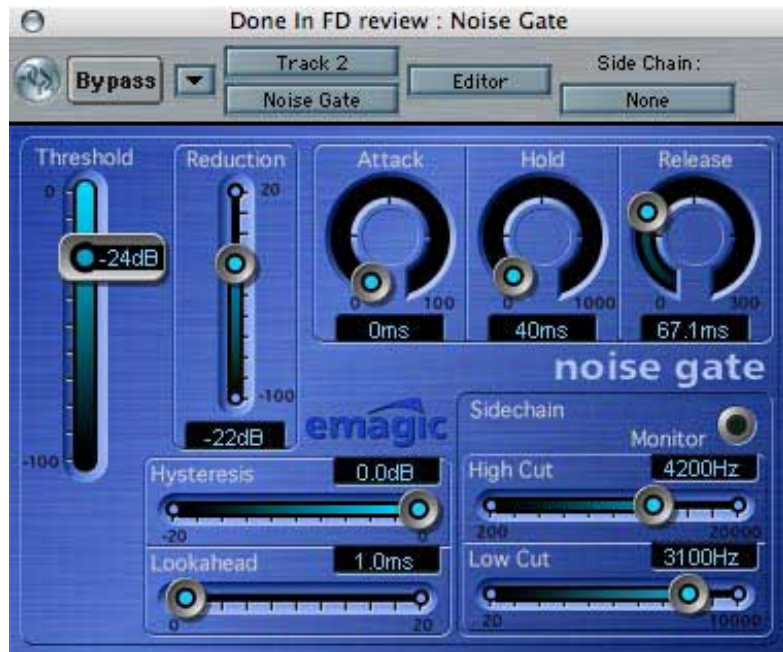 Done In FD review : Noise Gate
Bypass
Track 2
Noise Gate
Editor
Side Chain:
None
Threshold
0
-24dB
-100
Reduction
20
-100
-22dB
Attack
0 100
0ms
Hold
0 1000
40ms
Release
0 300
67.1ms
noise gate
emagic
Sidechain
Monitor
Hysteresis 0.0dB
-20 0
Lookahead 1.0ms
0 20
High Cut 4200Hz
200 20000
Low Cut 3100Hz
20 10000